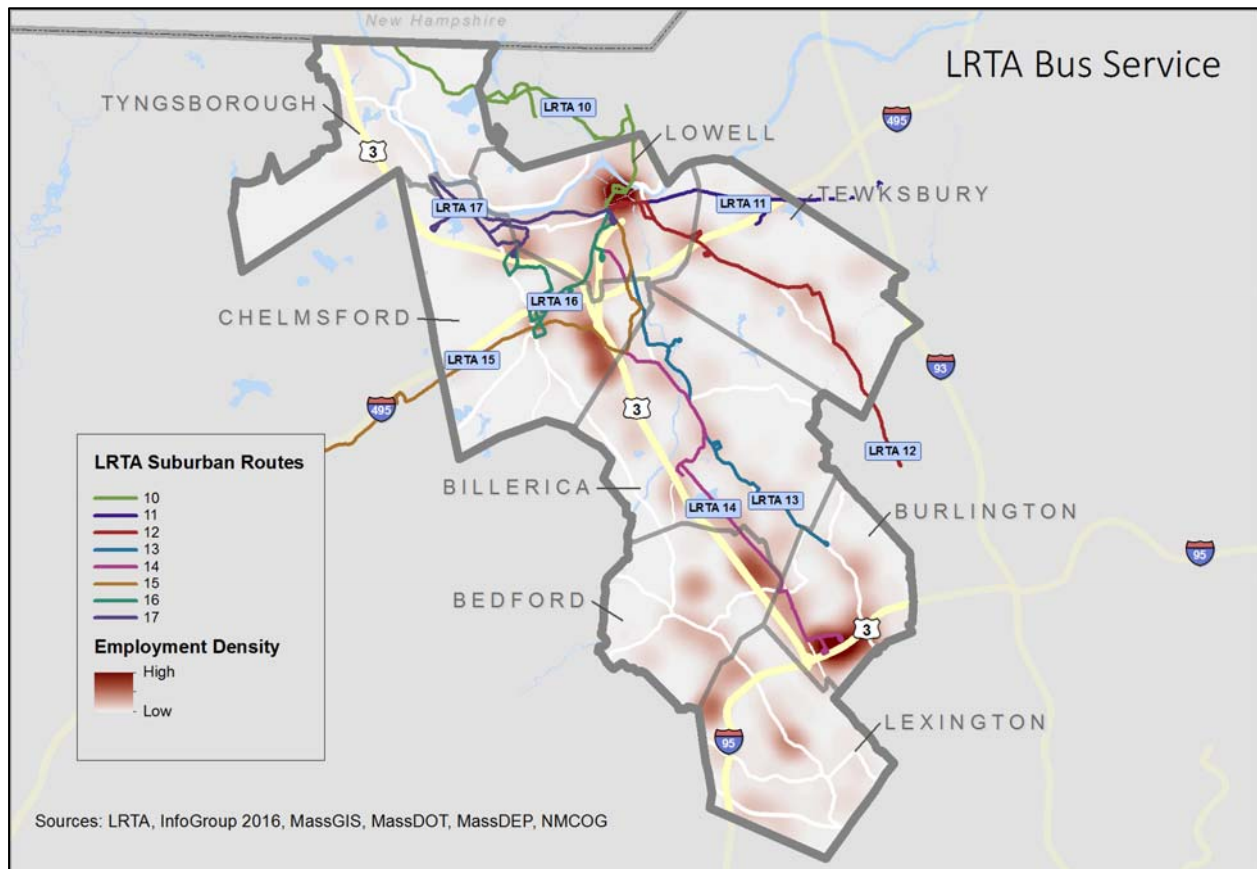 New Hampshire
LRTA Bus Service
TYNGSBOROUGH
LRTA 10
495
LOWELL
3
TEWKSBURY
LRTA 17
LRTA 11
LRTA 16
CHELMSFORD
LRTA 15
93
495
3
LRTA 12
LRTA Suburban Routes
10
11
12
13
14
15
16
17
Employment Density
High
Low
BILLERICA
LRTA 14
LRTA 13
BURLINGTON
95
BEDFORD
3
LEXINGTON
95
Sources: LRTA, InfoGroup 2016, MassGIS, MassDOT, MassDEP, NMCOG